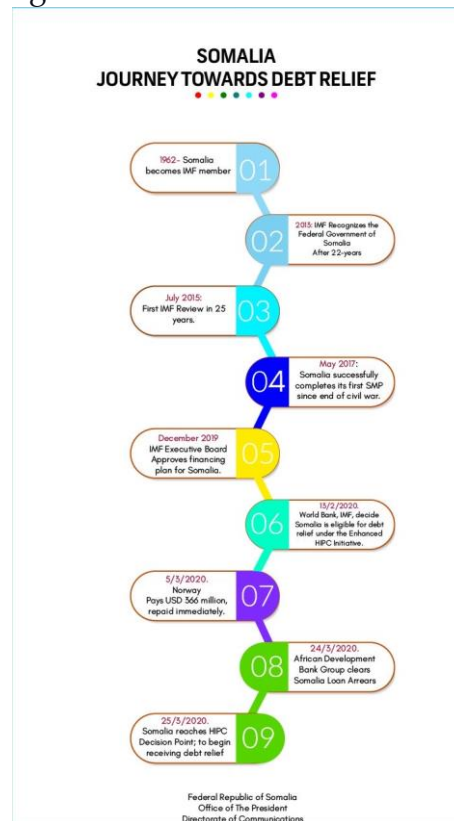 SOMALIA
JOURNEY TOWARDS DEBT RELIEF
1962- Somalia
becomes IMF member
01
02
2013: IMF Recognizes the
Federal Government of
Somalia
After 22-years
July 2015:
First IMF Review in 25
years.
03
04
May 2017:
Somalia successfully
completes its first SMP
since end of civil war.
December 2019
IMF Executive Board
Approves financing
plan for Somalia.
05
06
13/2/2020.
World Bank, IMF, decide
Somalia is eligible for debt
relief under the Enhanced
HIPC Initiative.
5/3/2020.
Norway
Pays USD 366 million,
repaid immediately.
07
08
24/3/2020.
African Development
Bank Group clears
Somalia Loan Arrears
25/3/2020.
Somalia reaches HIPC
Decision Point; to begin
receiving debt relief
09
Federal Republic of Somalia
Office of The President
Directorate of Communications